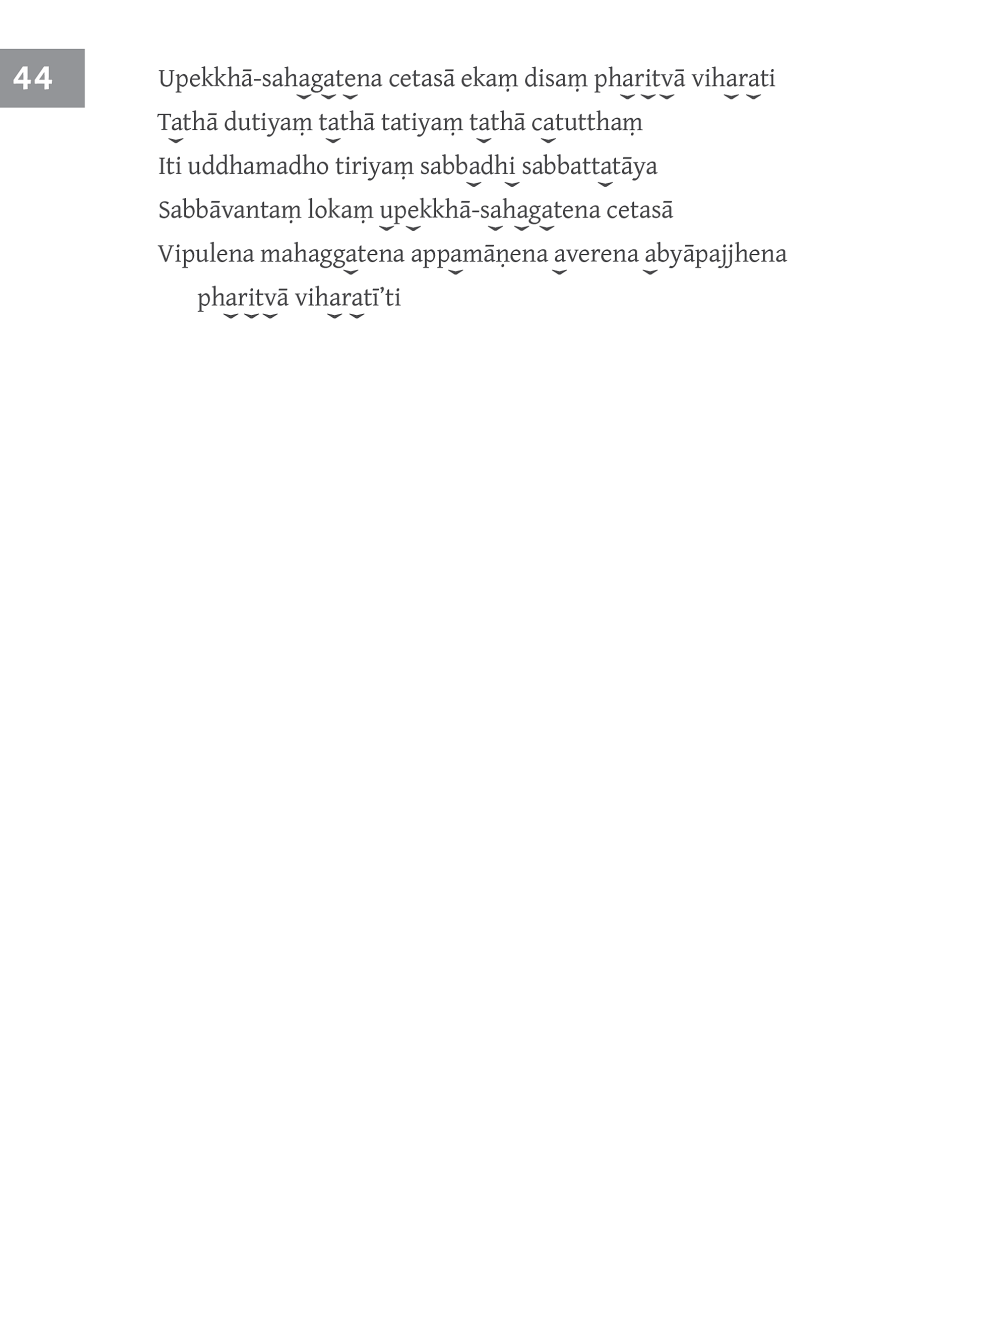 44
Upekkhā-sahagatena cetasā ekaṃ disaṃ pharitvā viharati
Tathā dutiyaṃ tathā tatiyaṃ tathā catutthaṃ
Iti uddhamadho tiriyaṃ sabbadhi sabbattatāya
Sabbāvantaṃ lokaṃ upekkhā-sahagatena cetasā
Vipulena mahaggatena appamāṇena averena abyāpajjhena
pharitvā viharatī’ti